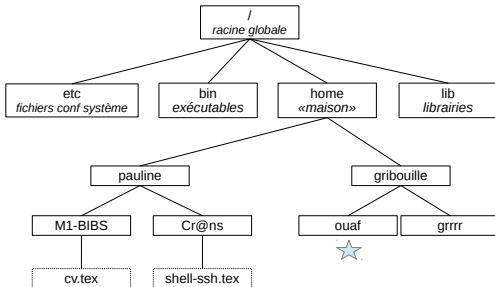 /
racine globale
etc
fichiers conf système
bin
exécutables
home
«maison»
lib
librairies
pauline
gribouille
M1-BIBS
Cr@ns
ouaf
grrrr
cv.tex
shell-ssh.tex